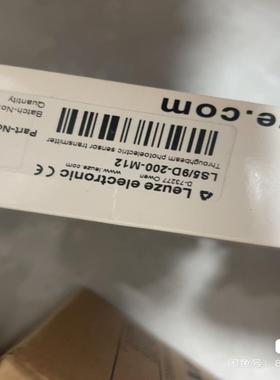 e.com
Leuze electronic CE
D-73277 Owen
www.leuze.com
LS5/9D-200-M12
Throughbeam photoelectric sensor transmitter
Part-No
Batch-No
Quantity